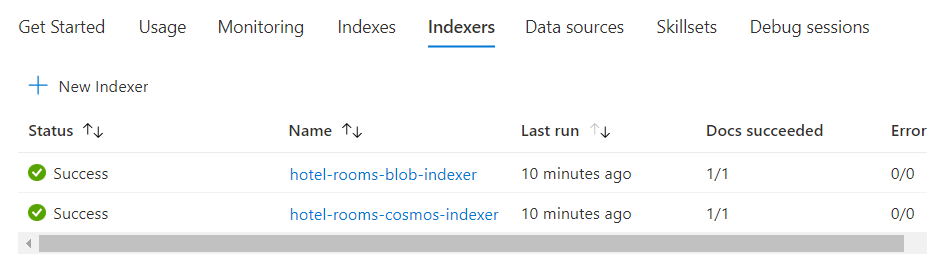 Get Started Usage Monitoring Indexes Indexers Data sources Skillsets Debug sessions
+ New Indexer
Status ↑↓ Name ↑↓ Last run ↑↓ Docs succeeded Error
Success hotel-rooms-blob-indexer 10 minutes ago 1/1 0/0
Success hotel-rooms-cosmos-indexer 10 minutes ago 1/1 0/0